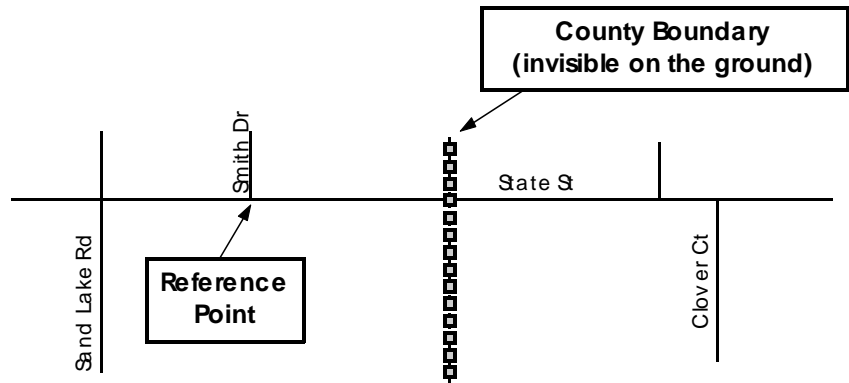 County Boundary
(invisible on the ground)
Smith Dr
State St
Sand Lake Rd
Reference
Point
Clover Ct